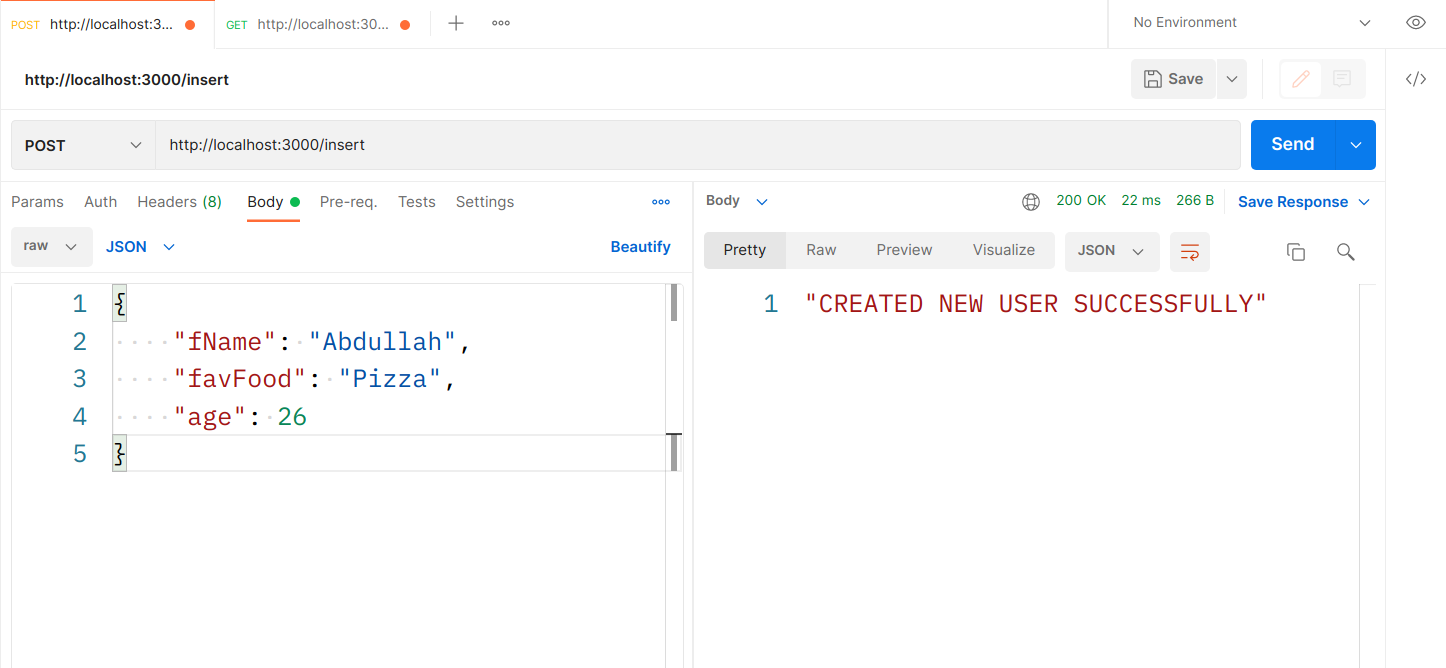 POST http://localhost:3... GET http://localhost:30... No Environment
http://localhost:3000/insert Save
POST http://localhost:3000/insert Send
Params Auth Headers (8) Body Pre-req. Tests Settings
raw JSON Beautify
1 {
2 "fName": "Abdullah",
3 "favFood": "Pizza",
4 "age": 26
5 }
Body 200 OK 22 ms 266 B Save Response
Pretty Raw Preview Visualize JSON
1 "CREATED NEW USER SUCCESSFULLY"